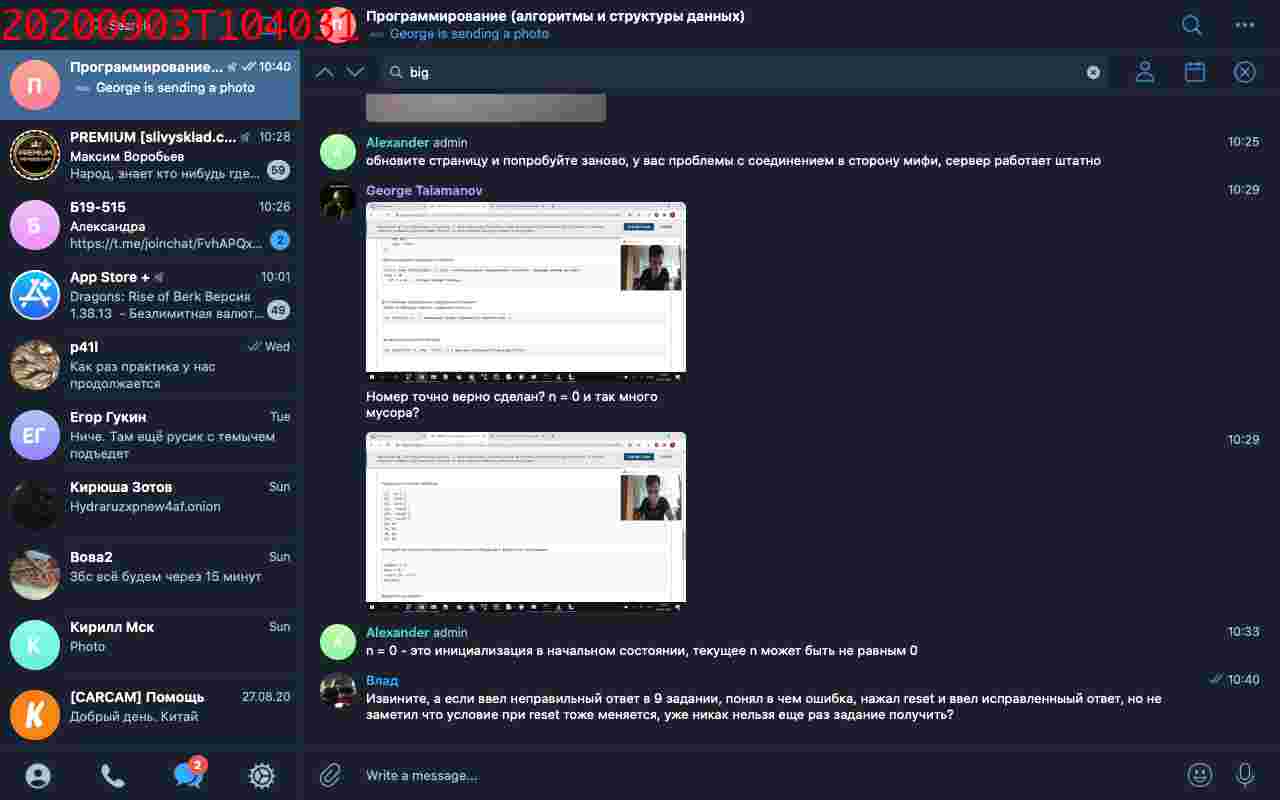 20200903T104031
Search
Программирование... 10:40
George is sending a photo
PREMIUM [slivysklad.c... 10:28
Максим Воробьев
Народ, знает кто нибудь где... 59
Б19-515 10:26
Александра
https://t.me/joinchat/FvhAPQx... 2
App Store + 10:01
Dragons: Rise of Berk Версия
1.38.13 - Безлимитная валют... 49
p41l Wed
Как раз практика у нас
продолжается
Егор Гукин Tue
Ниче. Там ещё русик с темычем
подъедет
Кирюша Зотов Sun
Hydraruzxpnew4af.onion
Вова2 Sun
Збс всё будем через 15 минут
Кирилл Мск Sun
Photo
[CARCAM] Помощь 27.08.20
Добрый день. Китай
2
Программирование (алгоритмы и структуры данных)
George is sending a photo
big
Alexander admin 10:25
обновите страницу и попробуйте заново, у вас проблемы с соединением в сторону мифи, сервер работает штатно
George Talamanov 10:29
Номер точно верно сделан? n = 0 и так много
мусора?
10:29
Alexander admin 10:33
n = 0 - это инициализация в начальном состоянии, текущее n может быть не равным 0
Влад 10:40
Извините, а если ввел неправильный ответ в 9 задании, понял в чем ошибка, нажал reset и ввел исправленныый ответ, но не
заметил что условие при reset тоже меняется, уже никак нельзя еще раз задание получить?
Write a message...